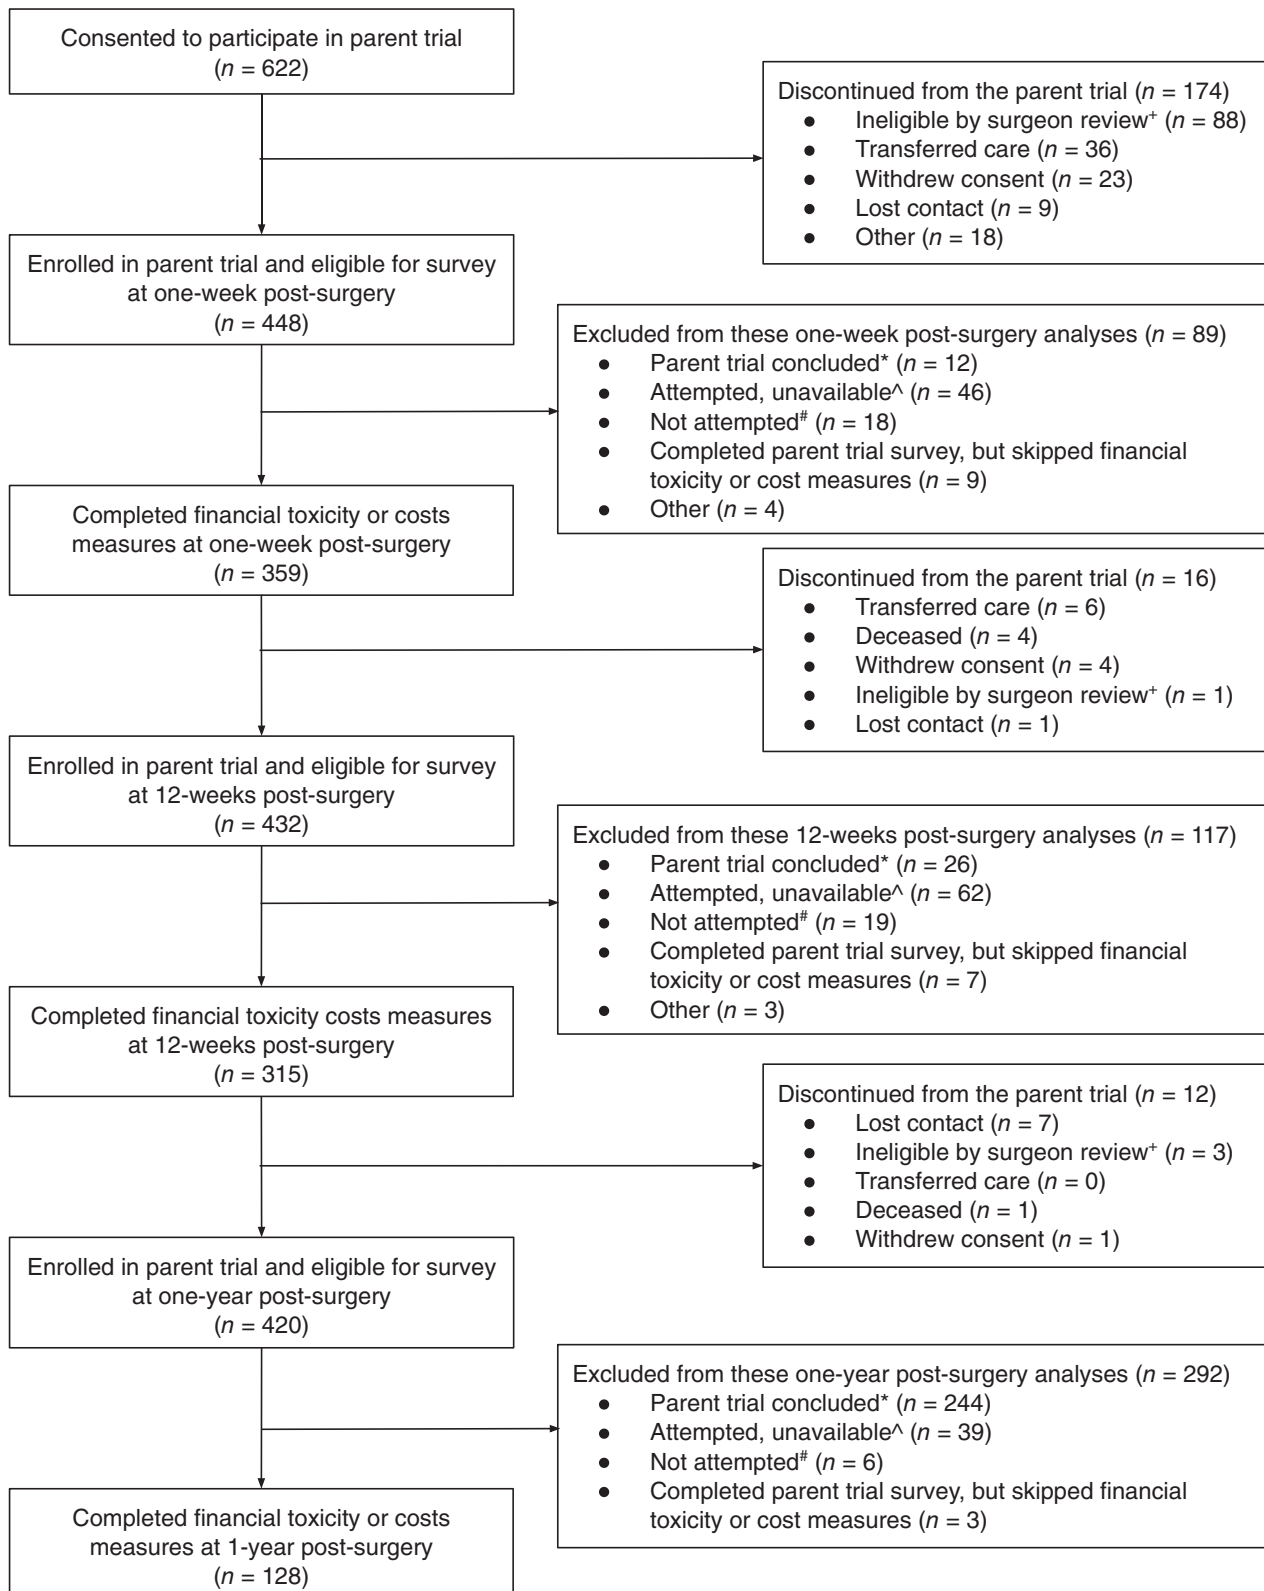 Consented to participate in parent trial
(n = 622)
Discontinued from the parent trial (n = 174)
● Ineligible by surgeon review⁺ (n = 88)
● Transferred care (n = 36)
● Withdrew consent (n = 23)
● Lost contact (n = 9)
● Other (n = 18)
Enrolled in parent trial and eligible for survey
at one-week post-surgery
(n = 448)
Excluded from these one-week post-surgery analyses (n = 89)
● Parent trial concluded* (n = 12)
● Attempted, unavailable^ (n = 46)
● Not attempted# (n = 18)
● Completed parent trial survey, but skipped financial
toxicity or cost measures (n = 9)
● Other (n = 4)
Completed financial toxicity or costs
measures at one-week post-surgery
(n = 359)
Discontinued from the parent trial (n = 16)
● Transferred care (n = 6)
● Deceased (n = 4)
● Withdrew consent (n = 4)
● Ineligible by surgeon review⁺ (n = 1)
● Lost contact (n = 1)
Enrolled in parent trial and eligible for survey
at 12-weeks post-surgery
(n = 432)
Excluded from these 12-weeks post-surgery analyses (n = 117)
● Parent trial concluded* (n = 26)
● Attempted, unavailable^ (n = 62)
● Not attempted# (n = 19)
● Completed parent trial survey, but skipped financial
toxicity or cost measures (n = 7)
● Other (n = 3)
Completed financial toxicity costs measures
at 12-weeks post-surgery
(n = 315)
Discontinued from the parent trial (n = 12)
● Lost contact (n = 7)
● Ineligible by surgeon review⁺ (n = 3)
● Transferred care (n = 0)
● Deceased (n = 1)
● Withdrew consent (n = 1)
Enrolled in parent trial and eligible for survey
at one-year post-surgery
(n = 420)
Excluded from these one-year post-surgery analyses (n = 292)
● Parent trial concluded* (n = 244)
● Attempted, unavailable^ (n = 39)
● Not attempted# (n = 6)
● Completed parent trial survey, but skipped financial
toxicity or cost measures (n = 3)
Completed financial toxicity or costs
measures at 1-year post-surgery
(n = 128)